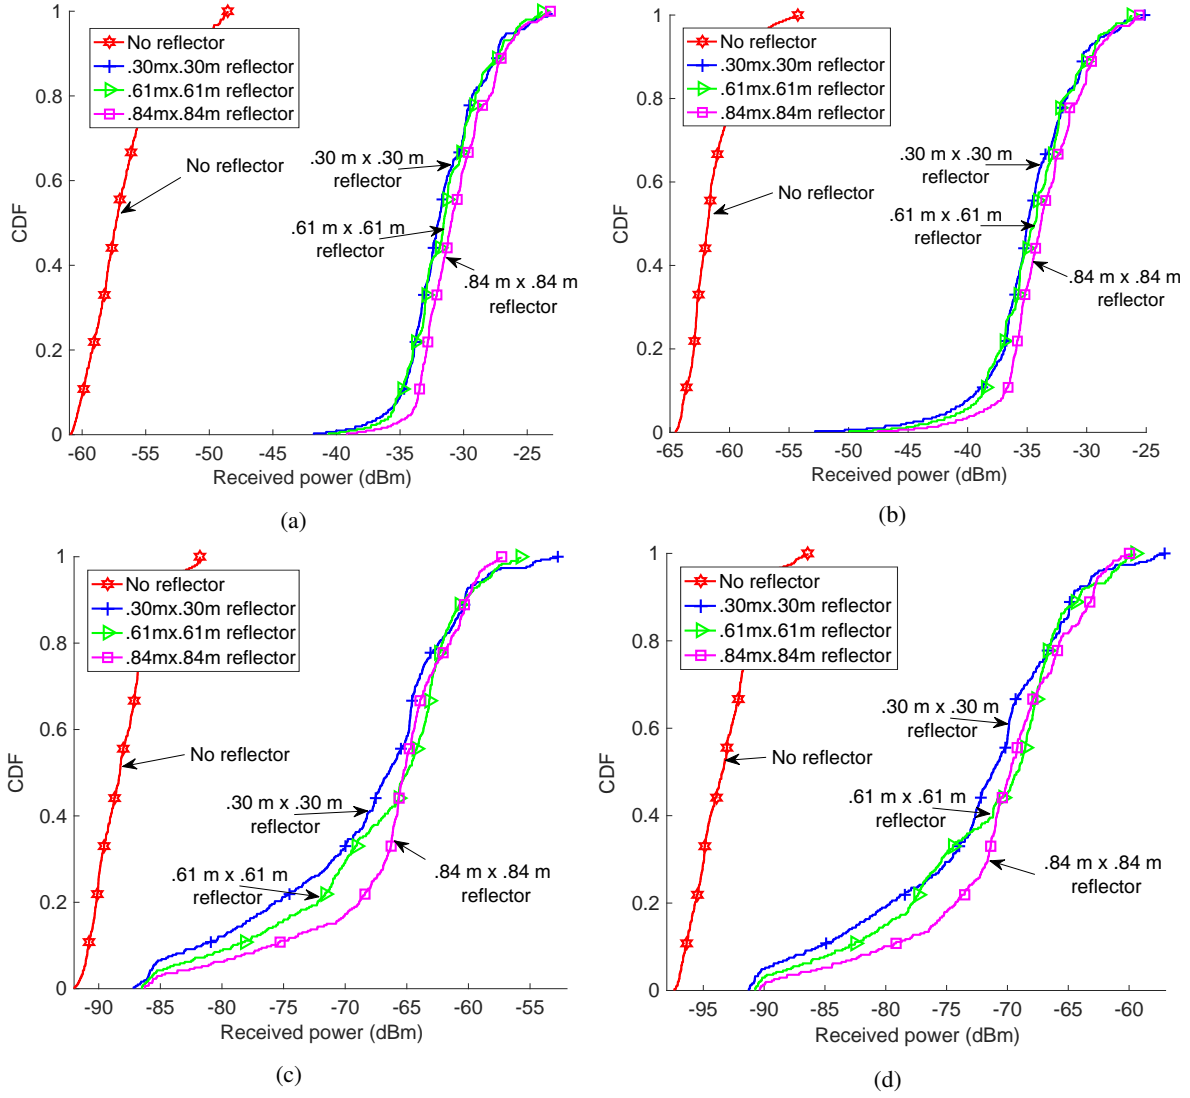 1
0.8
0.6
0.4
0.2
0
CDF
No reflector
.30mx.30m reflector
.61mx.61m reflector
.84mx.84m reflector
No reflector
.30 m x .30 m
reflector
.61 m x .61 m
reflector
.84 m x .84 m
reflector
-60 -55 -50 -45 -40 -35 -30 -25
Received power (dBm)
(a)
1
0.8
0.6
0.4
0.2
0
CDF
No reflector
.30mx.30m reflector
.61mx.61m reflector
.84mx.84m reflector
.30 m x .30 m
reflector
No reflector
.61 m x .61 m
reflector
.84 m x .84 m
reflector
-65 -60 -55 -50 -45 -40 -35 -30 -25
Received power (dBm)
(b)
1
0.8
0.6
0.4
0.2
0
CDF
No reflector
.30mx.30m reflector
.61mx.61m reflector
.84mx.84m reflector
No reflector
.30 m x .30 m
reflector
.61 m x .61 m
reflector
.84 m x .84 m
reflector
-90 -85 -80 -75 -70 -65 -60 -55
Received power (dBm)
(c)
1
0.8
0.6
0.4
0.2
0
CDF
No reflector
.30mx.30m reflector
.61mx.61m reflector
.84mx.84m reflector
.30 m x .30 m
reflector
No reflector
.61 m x .61 m
reflector
.84 m x .84 m
reflector
-95 -90 -85 -80 -75 -70 -65 -60
Received power (dBm)
(d)